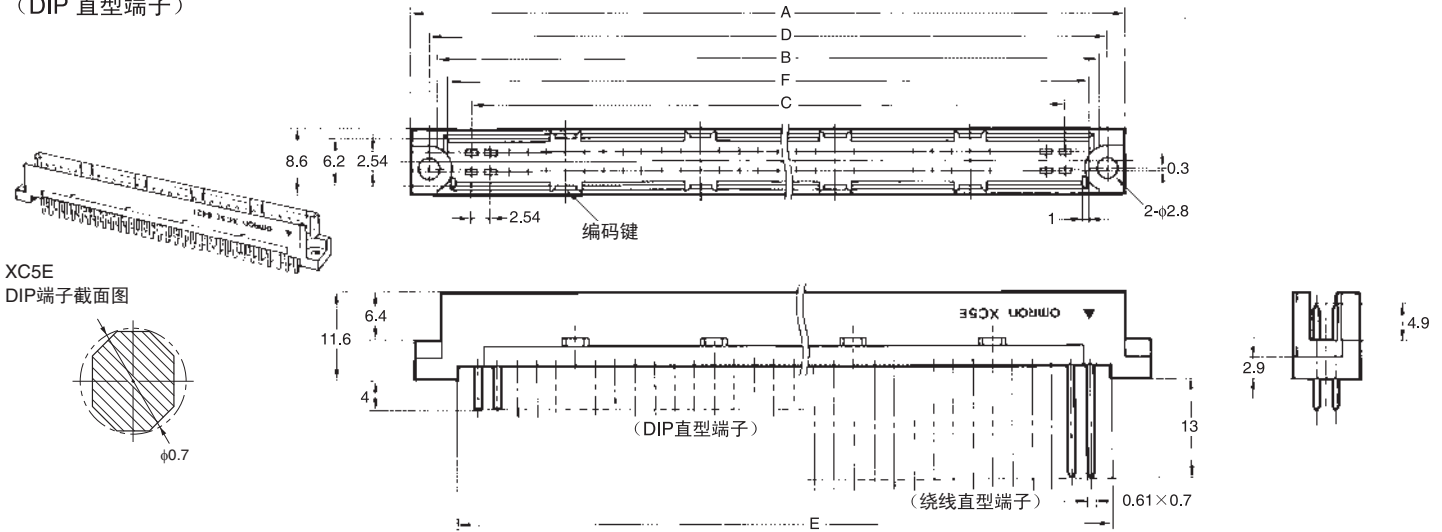 （DIP 直型端子）
A
D
B
F
C
8.6
6.2
2.54
0.3
2.54
编码键
1
2-φ2.8
OMRON XC5E
XC5E
DIP端子截面图
φ0.7
11.6
6.4
OMRON XC5E
4
（DIP直型端子）
13
（绕线直型端子）
0.61×0.7
E
4.9
2.9